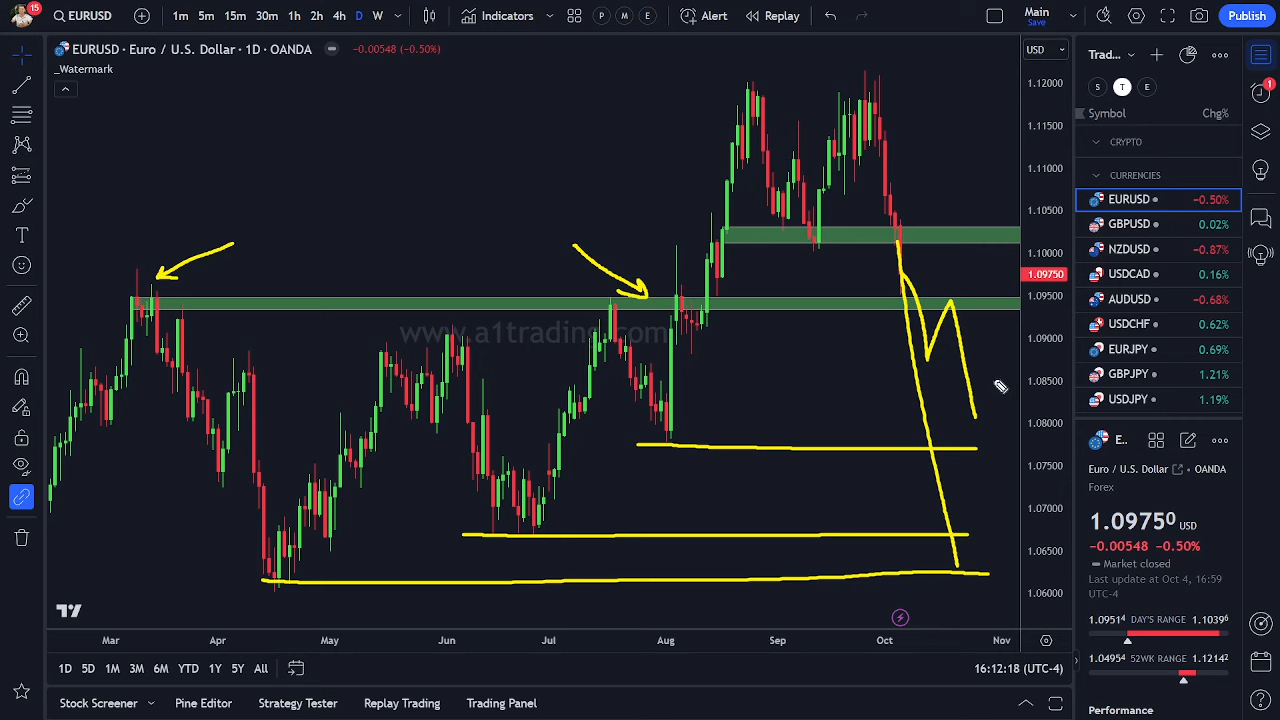 15
EURUSD
1m 5m 15m 30m 1h 2h 4h D W
Indicators
P M E
Alert
Replay
Main
Save
Publish
EURUSD · Euro / U.S. Dollar · 1D · OANDA
−0.00548 (−0.50%)
USD
_Watermark
www.a1trading.com
1.12000
1.11500
1.11000
1.10500
1.10000
1.09750
1.09500
1.09000
1.08500
1.08000
1.07500
1.07000
1.06500
1.06000
Mar Apr May Jun Jul Aug Sep Oct Nov
1D 5D 1M 3M 6M YTD 1Y 5Y All
16:12:18 (UTC-4)
Stock Screener
Pine Editor
Strategy Tester
Replay Trading
Trading Panel
Trad...
S T E
Symbol Chg%
CRYPTO
CURRENCIES
EURUSD −0.50%
GBPUSD 0.02%
NZDUSD −0.87%
USDCAD 0.16%
AUDUSD −0.68%
USDCHF 0.62%
EURJPY 0.69%
GBPJPY 1.21%
USDJPY 1.19%
E...
Euro / U.S. Dollar • OANDA
Forex
1.09750 USD
−0.00548 −0.50%
Market closed
Last update at Oct 4, 16:59
UTC-4
1.09514 DAY'S RANGE 1.10396
1.04954 52WK RANGE 1.12142
Performance
1